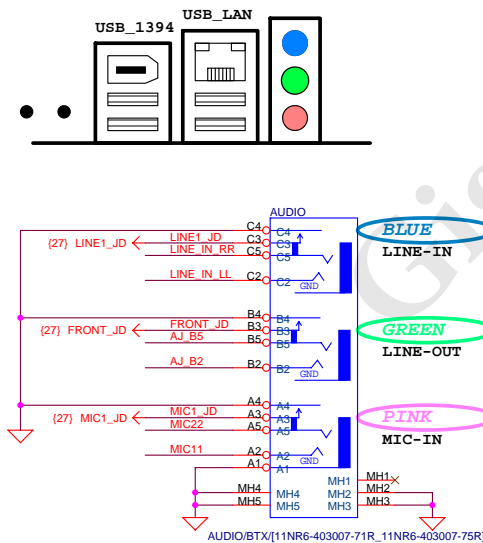 USB_1394 USB_LAN
AUDIO
C4 C4 BLUE
{27} LINE1_JD LINE1_JD C3 C3 LINE-IN
LINE_IN_RR C5 C5
LINE_IN_LL C2 C2 GND
B4 B4 GREEN
{27} FRONT_JD FRONT_JD B3 B3
AJ_B5 B5 B5 LINE-OUT
AJ_B2 B2 B2 GND
A4 A4 PINK
{27} MIC1_JD MIC1_JD A3 A3
MIC22 A5 A5 MIC-IN
MIC11 A2 A2 GND
A1 A1
MH1 MH1
MH4 MH4 MH2 MH2
MH5 MH5 MH3 MH3
AUDIO/BTX/[11NR6-403007-71R_11NR6-403007-75R]